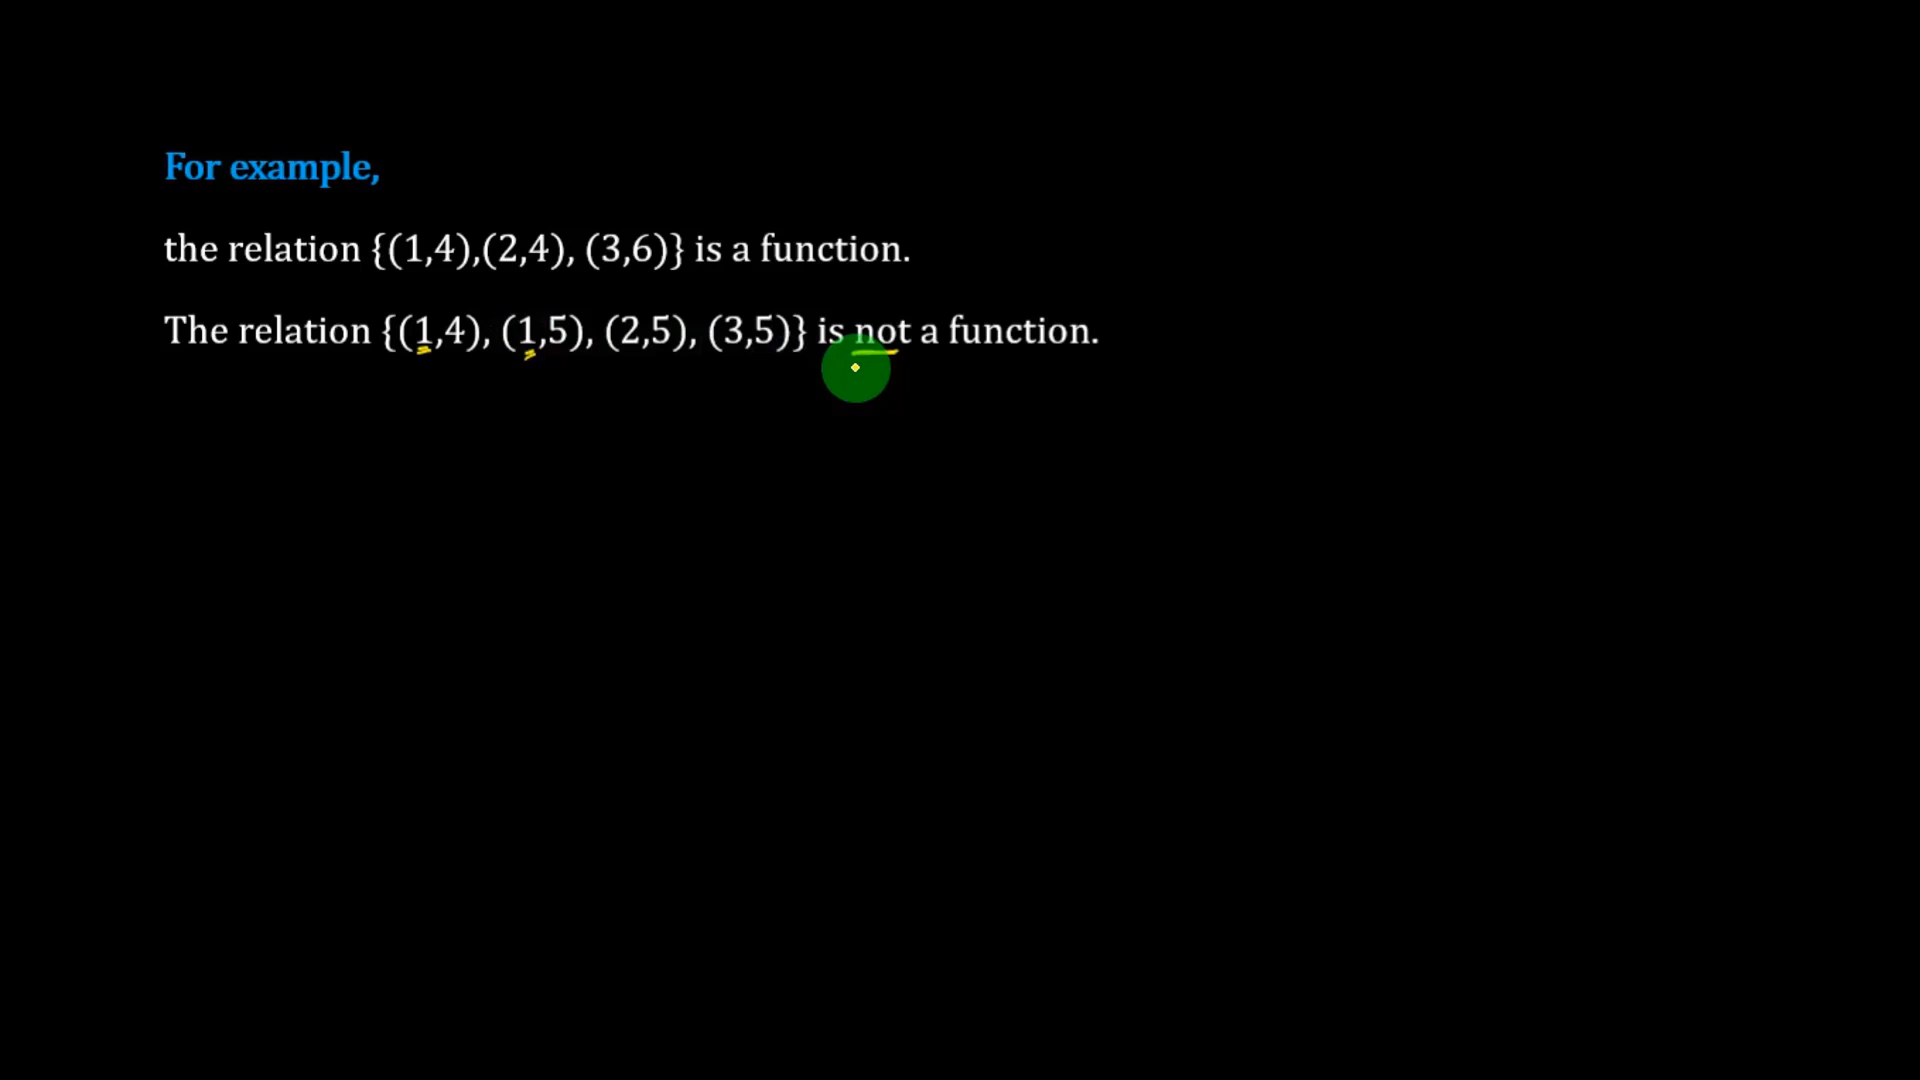 For example,
the relation {(1,4),(2,4), (3,6)} is a function.
The relation {(1,4), (1,5), (2,5), (3,5)} is not a function.